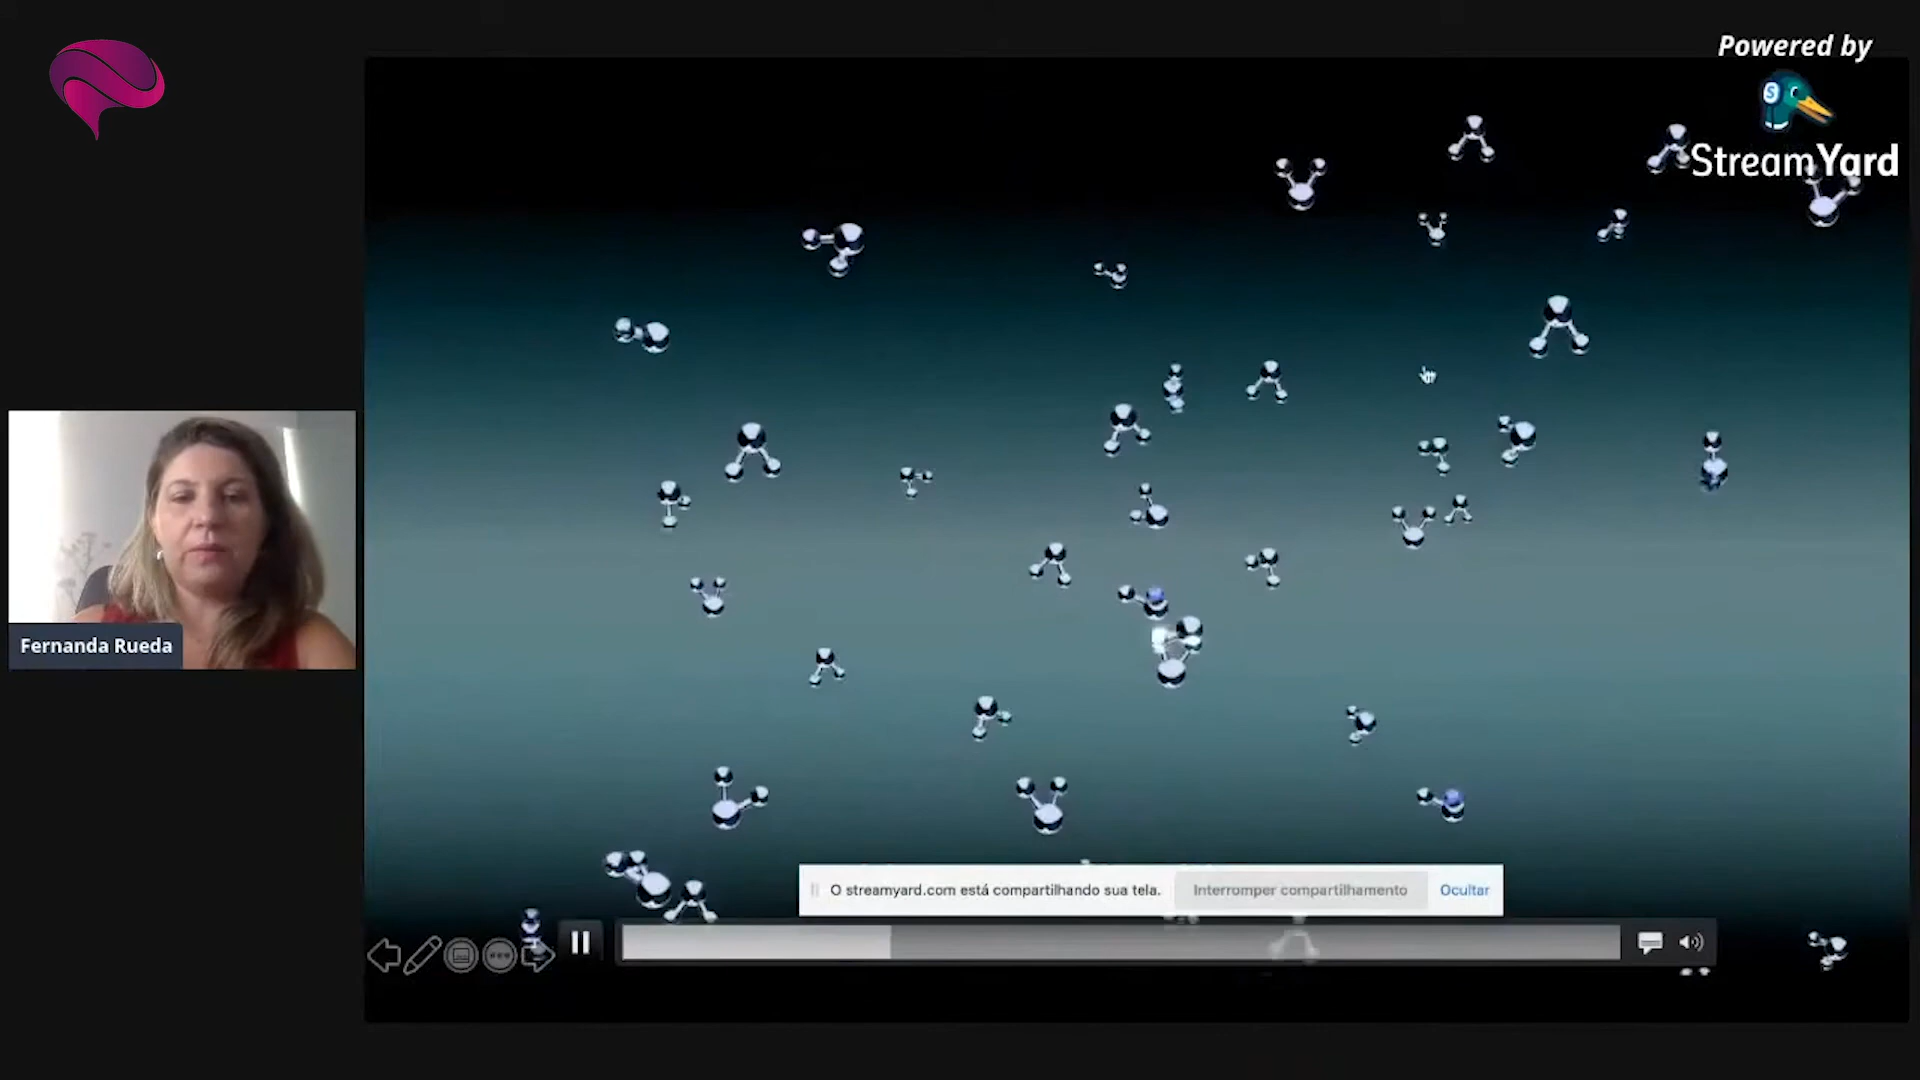 Powered by
S
StreamYard
Fernanda Rueda
O streamyard.com está compartilhando sua tela.
Interromper compartilhamento
Ocultar